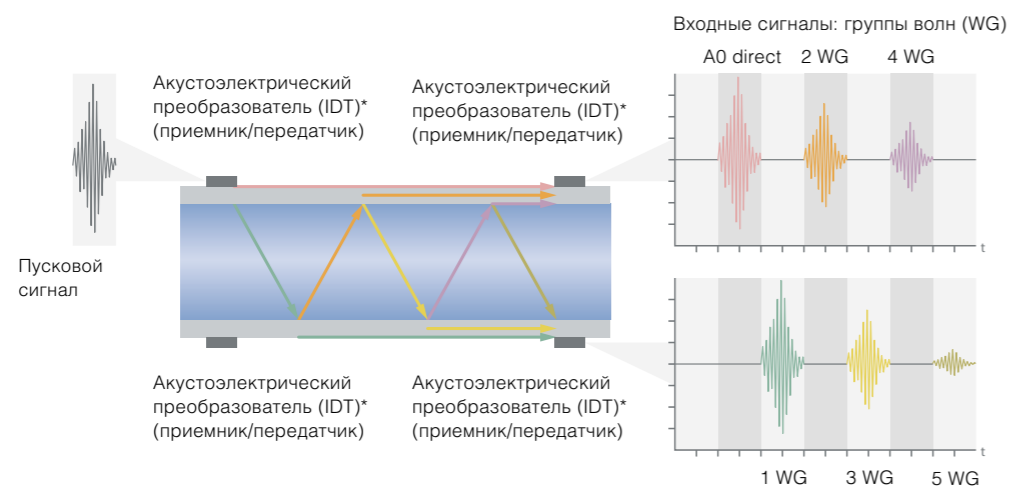 Входные сигналы: группы волн (WG)
A0 direct
2 WG
4 WG
Акустоэлектрический
преобразователь (IDT)*
(приемник/передатчик)
Акустоэлектрический
преобразователь (IDT)*
(приемник/передатчик)
t
Пусковой
сигнал
Акустоэлектрический
преобразователь (IDT)*
(приемник/передатчик)
Акустоэлектрический
преобразователь (IDT)*
(приемник/передатчик)
t
1 WG
3 WG
5 WG